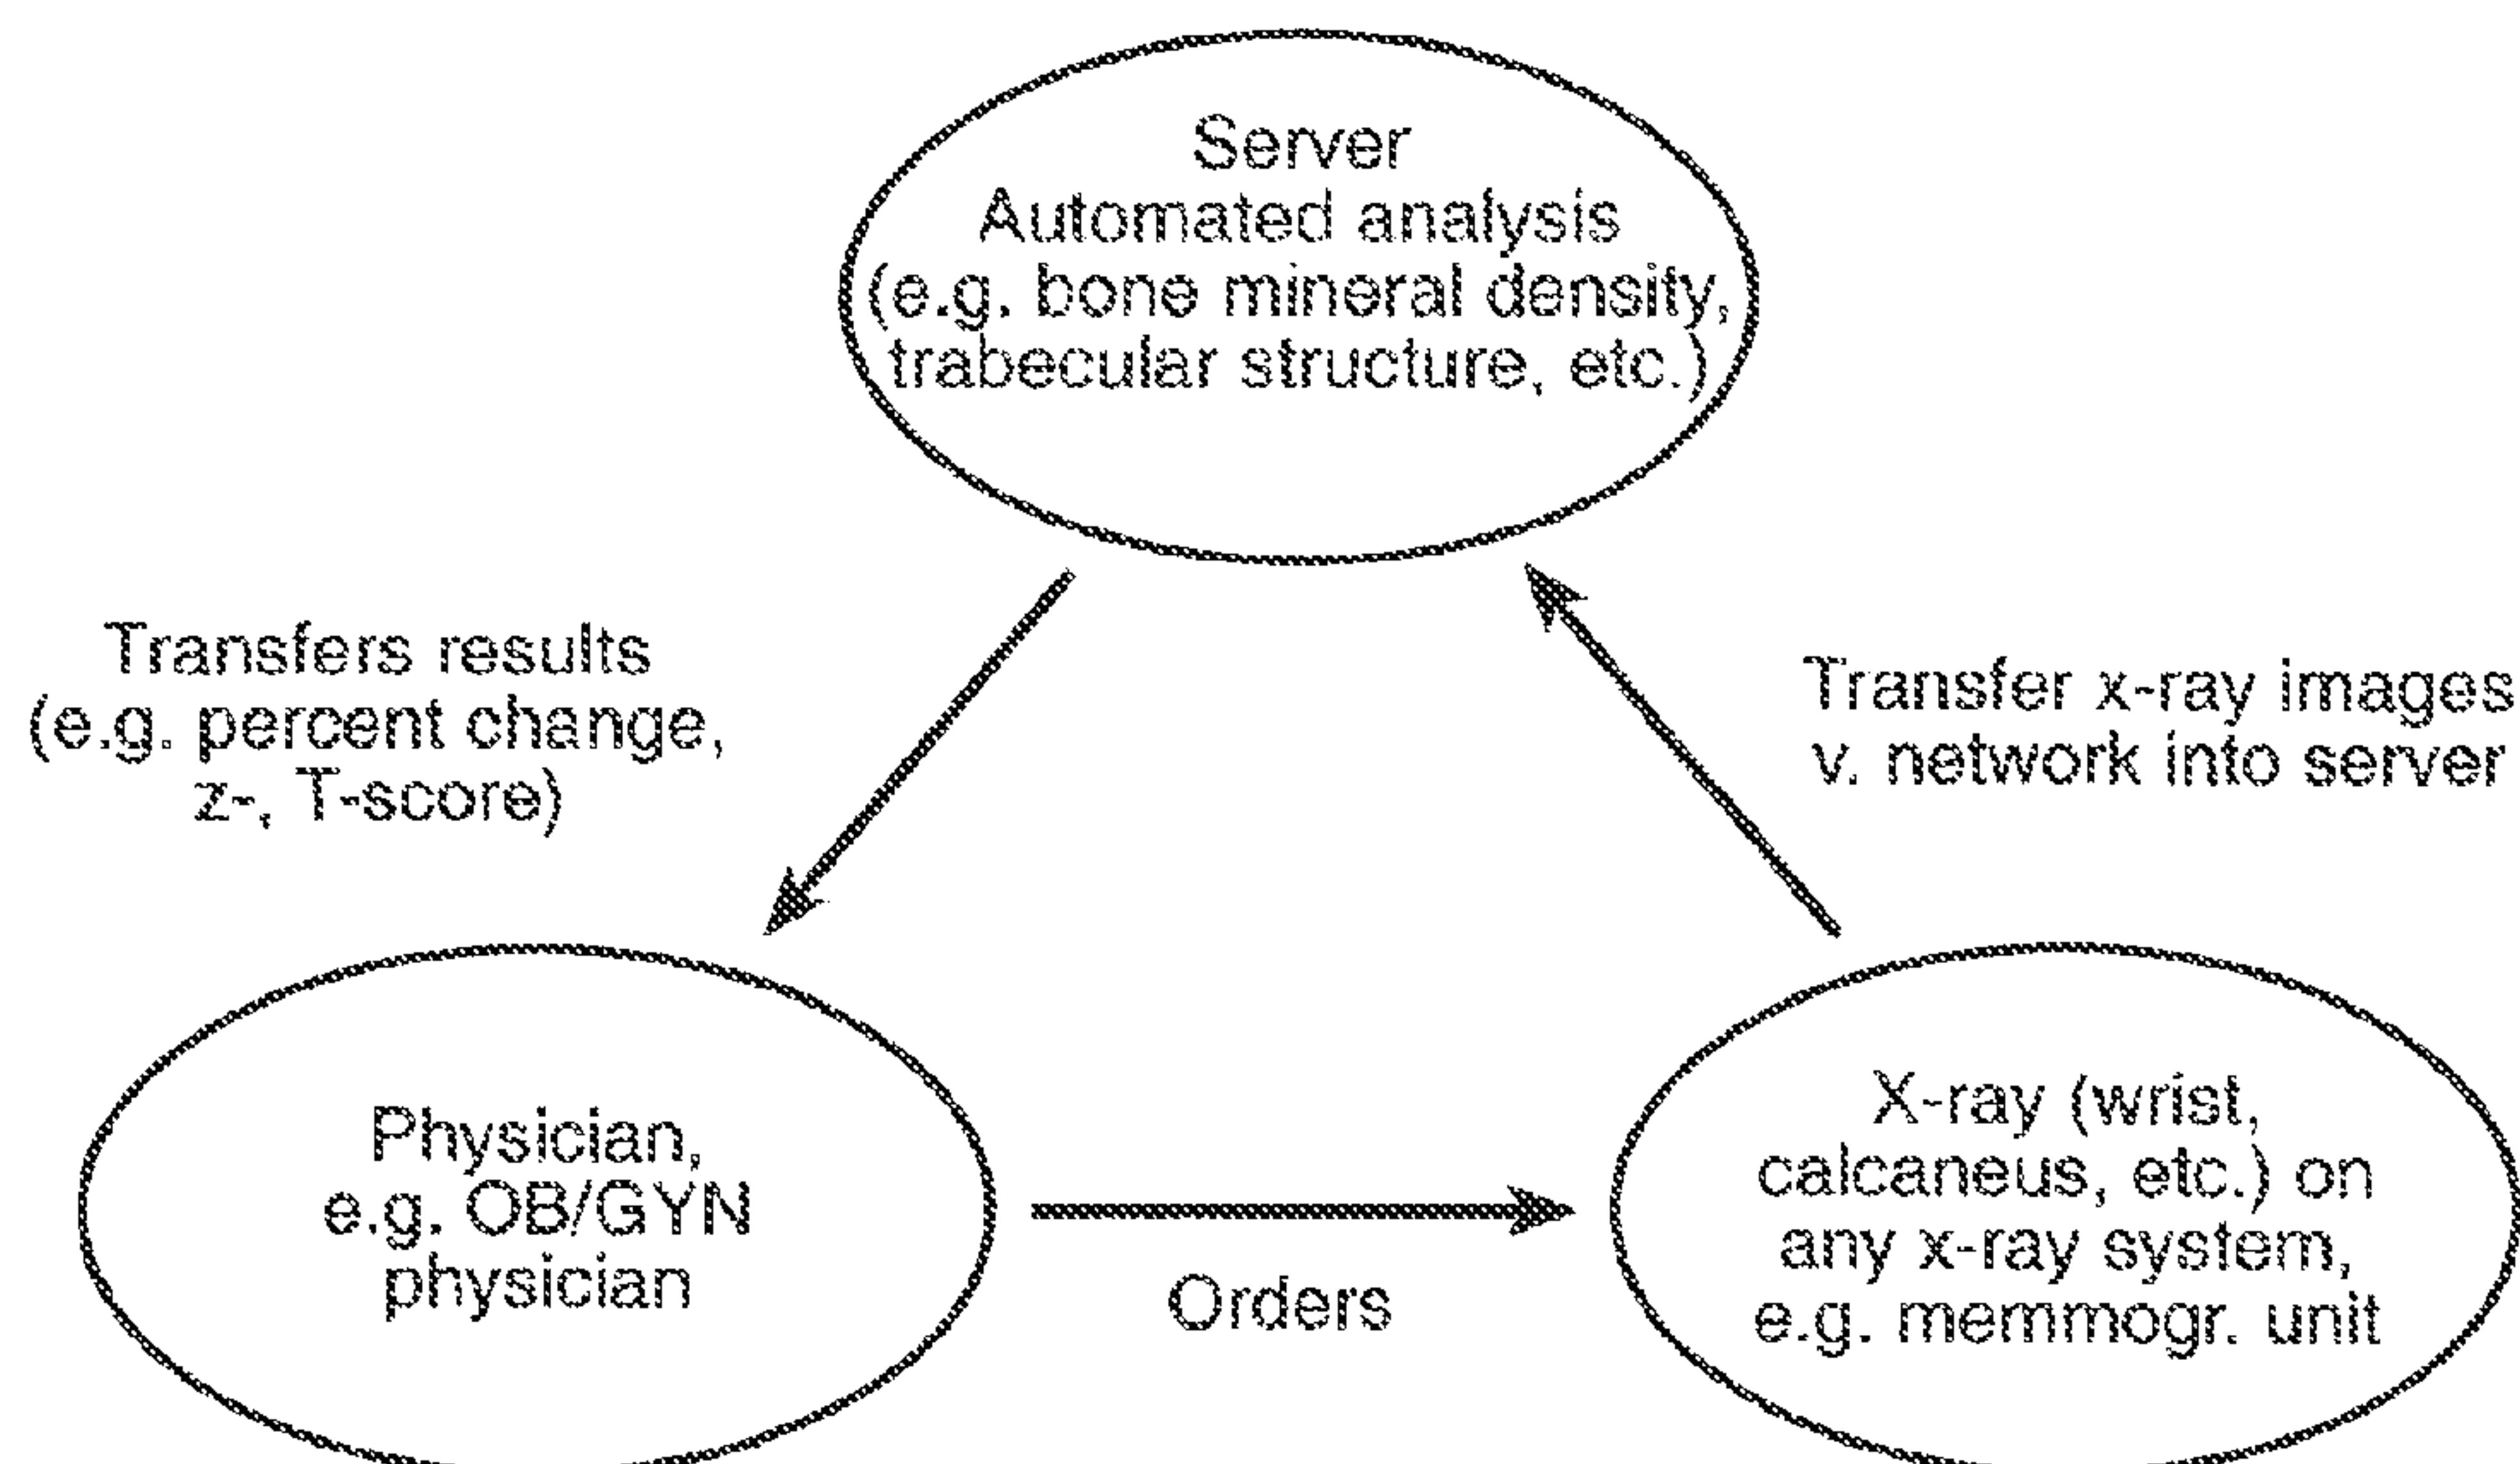 Server
Automated analysis
(e.g. bone mineral density,
trabecular structure, etc.)
Transfers results
(e.g. percent change,
z-, T-score)
Transfer x-ray images
v. network into server
Physician,
e.g. OB/GYN
physician
Orders
X-ray (wrist,
calcaneus, etc.) on
any x-ray system,
e.g. memmogr. unit